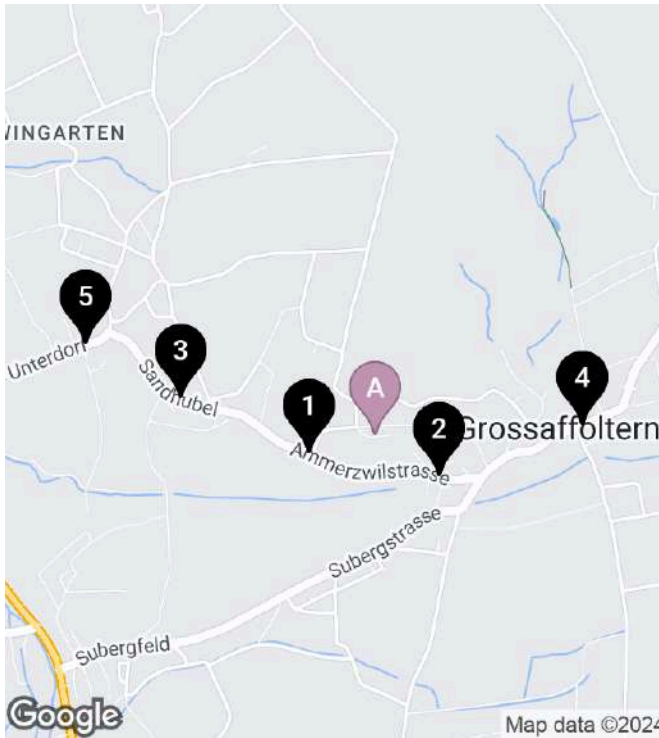 WINGARTEN
5
Unterdorf
3
Sandhubel
1
A
4
2
Grossaffoltern
Ammerzwilstrasse
Subergstrasse
Subergfeld
Google
Map data ©2024